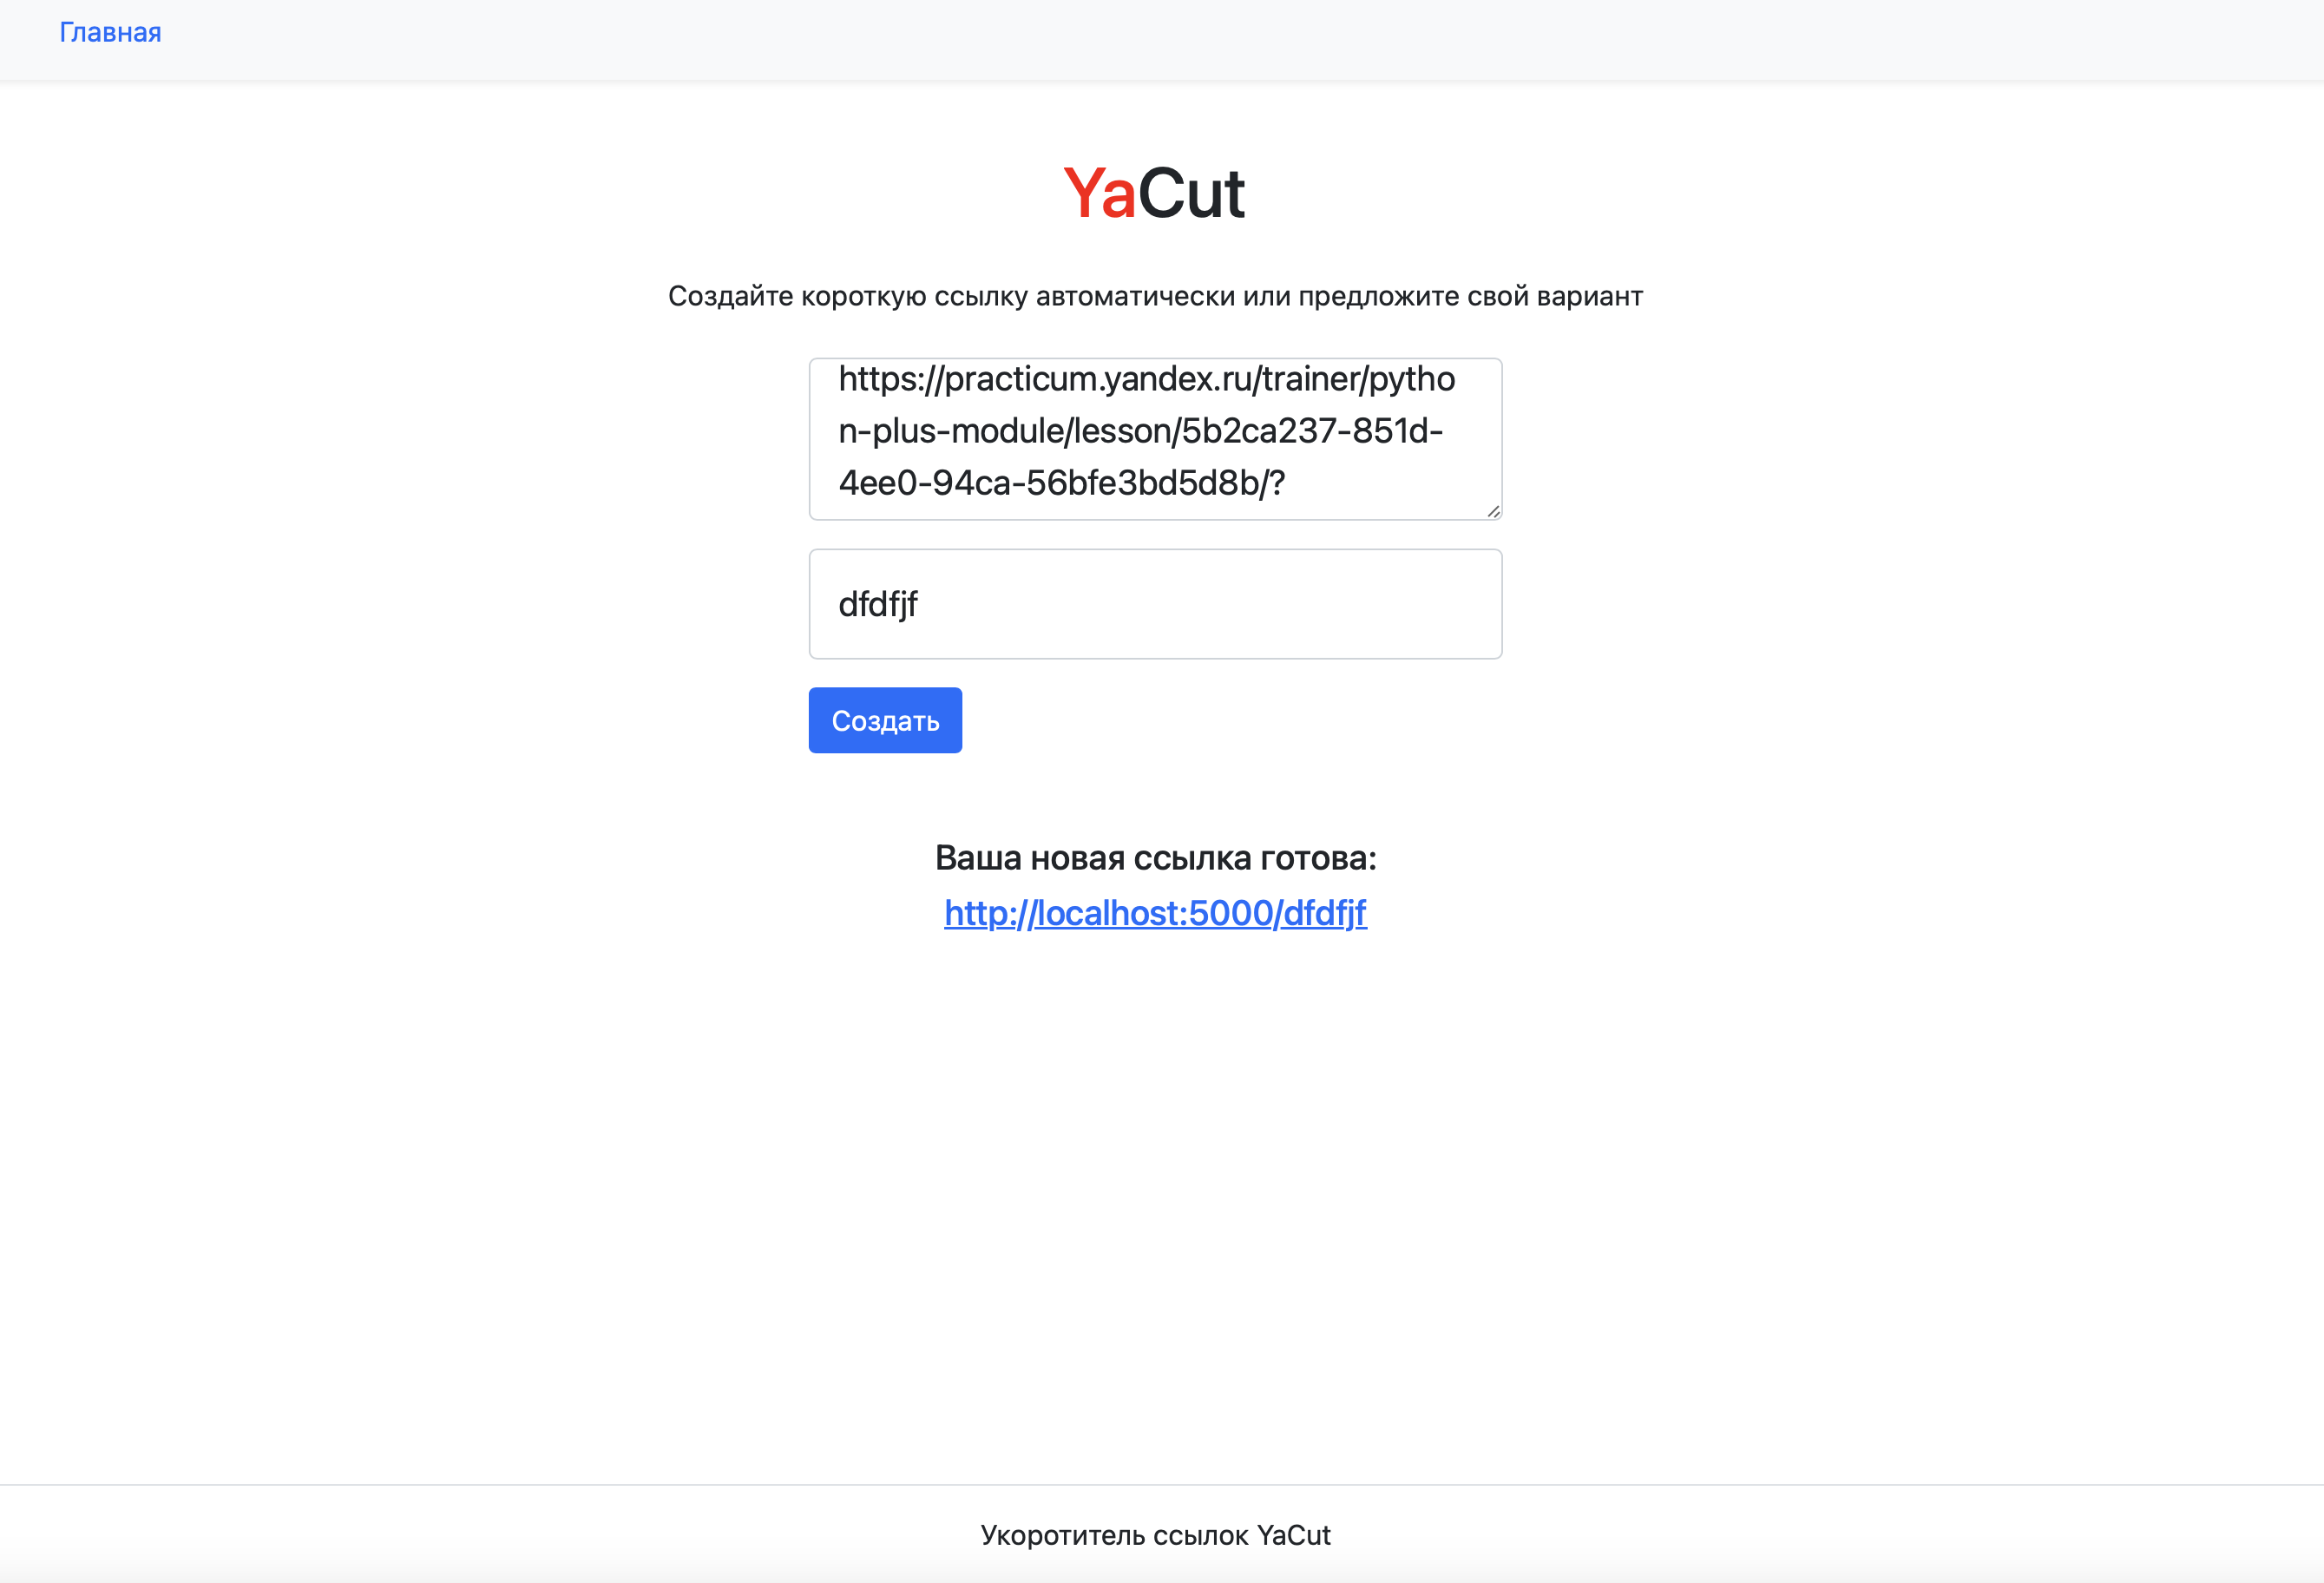 Главная
YaCut
Создайте короткую ссылку автоматически или предложите свой вариант
https://practicum.yandex.ru/trainer/pytho
n-plus-module/lesson/5b2ca237-851d-
4ee0-94ca-56bfe3bd5d8b/?
dfdfjf
Создать
Ваша новая ссылка готова:
http://localhost:5000/dfdfjf
Укоротитель ссылок YaCut